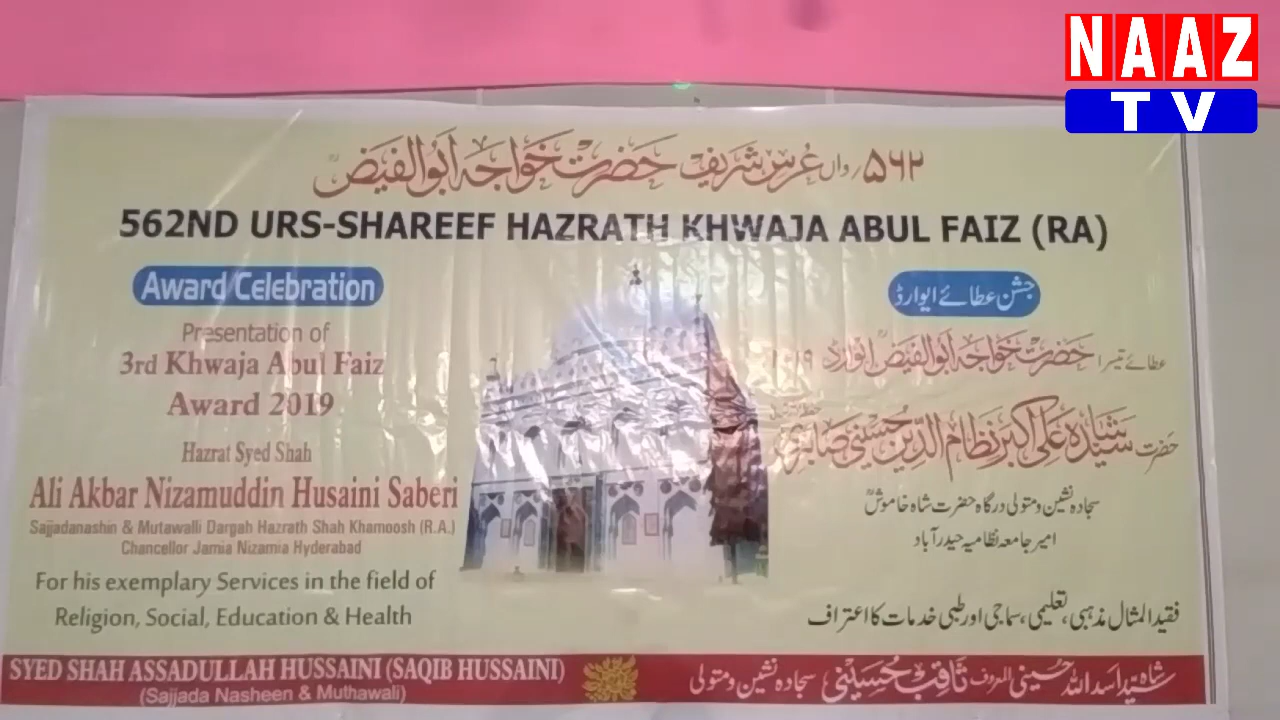 NAAZ
TV
۵۶۲ واں عُرس شریف حضرت خواجہ ابوالفیض
562ND URS-SHAREEF HAZRATH KHWAJA ABUL FAIZ (RA)
Award Celebration
Presentation of
3rd Khwaja Abul Faiz
Award 2019
Hazrat Syed Shah
Ali Akbar Nizamuddin Husaini Saberi
Sajjadanashin & Mutawalli Dargah Hazrath Shah Khamoosh (R.A.)
Chancellor Jamia Nizamia Hyderabad
For his exemplary Services in the field of
Religion, Social, Education & Health
جشن عطائے ایوارڈ
عطائے تیسرا حضرت خواجہ ابوالفیض ایوارڈ ۲۰۱۹
حضرت سید شاہ علی اکبر نظام الدین حسینی صابری
سجادہ نشین و متولی درگاہ حضرت شاہ خاموشؒ
امیر جامعہ نظامیہ حیدرآباد
فقید المثال مذہبی، تعلیمی، سماجی اور طبی خدمات کا اعتراف
SYED SHAH ASSADULLAH HUSSAINI (SAQIB HUSSAINI)
(Sajjada Nasheen & Muthawali)
شاہ سید اسد اللہ حسینی المعروف ثاقب حسینی سجادہ نشین و متولی